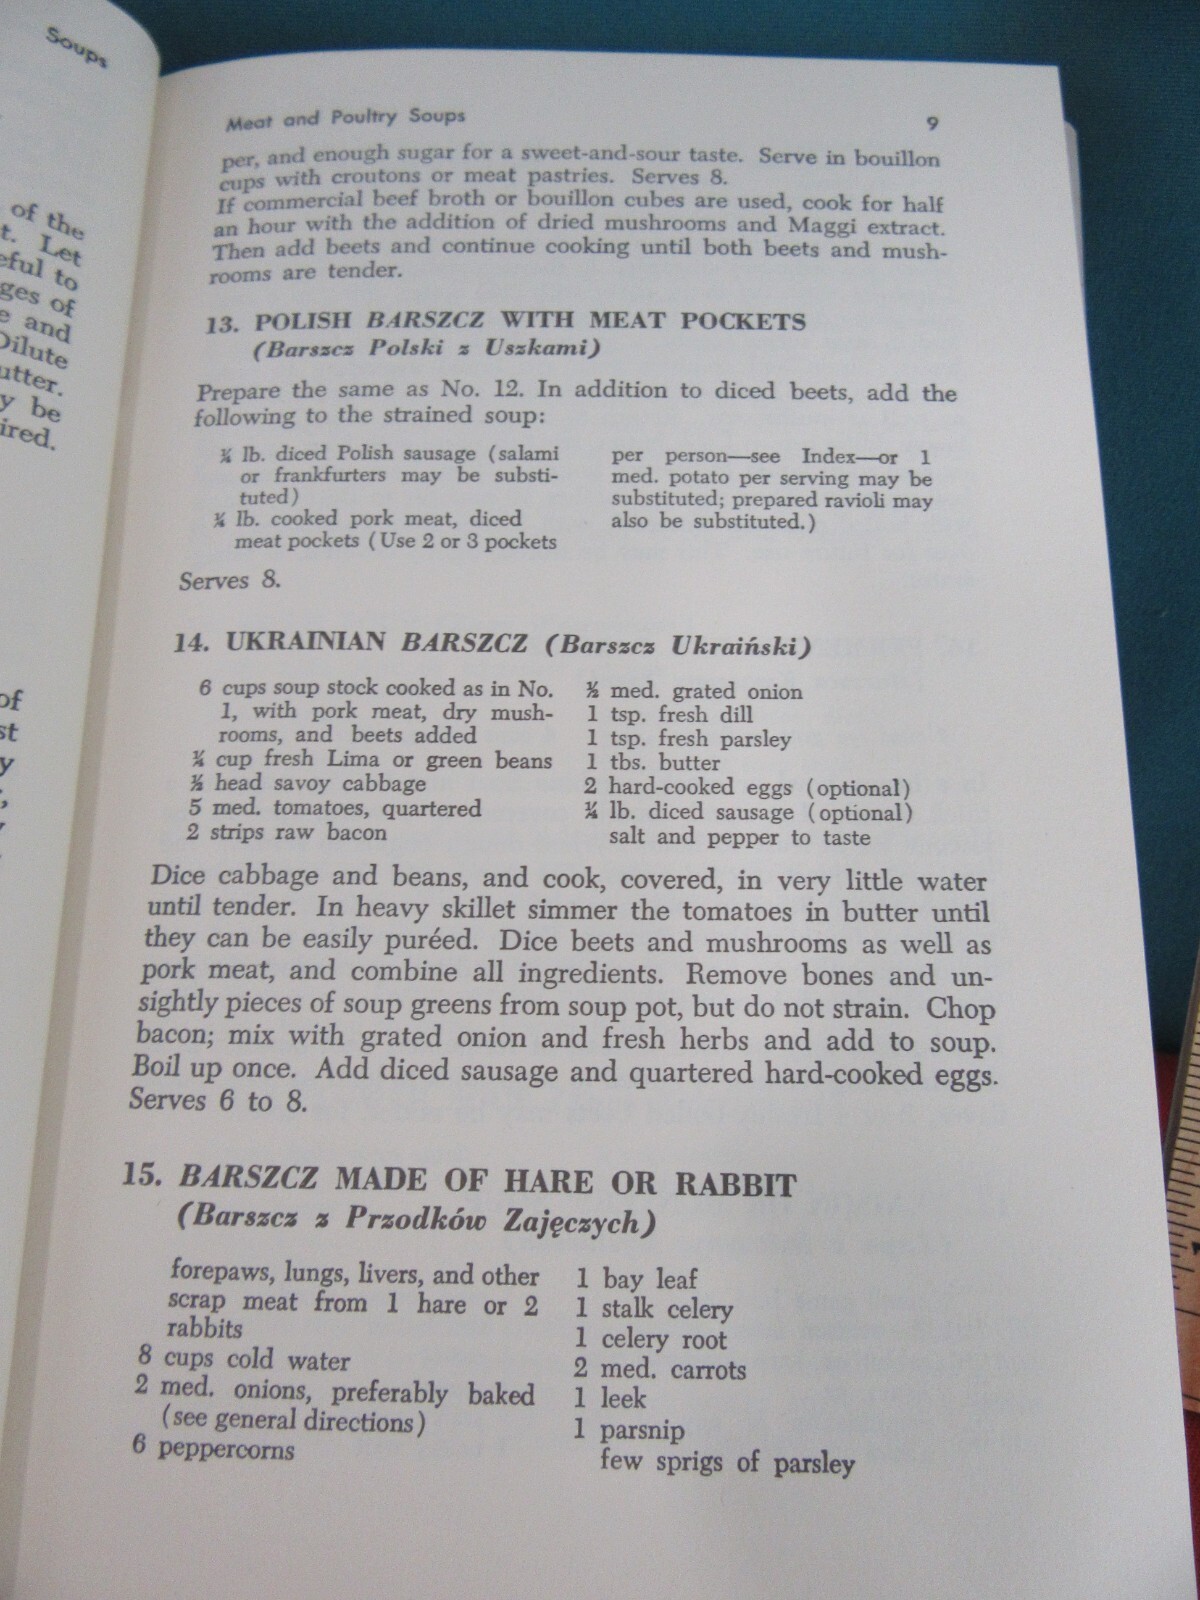 Soups
of the
t. Let
eful to
ges of
e and
Dilute
utter.
y be
ired.
of
st
y
Meat and Poultry Soups 9
per, and enough sugar for a sweet-and-sour taste. Serve in bouillon
cups with croutons or meat pastries. Serves 8.
If commercial beef broth or bouillon cubes are used, cook for half
an hour with the addition of dried mushrooms and Maggi extract.
Then add beets and continue cooking until both beets and mush-
rooms are tender.
13. POLISH BARSZCZ WITH MEAT POCKETS
(Barszcz Polski z Uszkami)
Prepare the same as No. 12. In addition to diced beets, add the
following to the strained soup:
lb. diced Polish sausage (salami
or frankfurters may be substi-
tuted)
lb. cooked pork meat, diced
meat pockets (Use 2 or 3 pockets
per person—see Index—or 1
med. potato per serving may be
substituted; prepared ravioli may
also be substituted.)
Serves 8.
14. UKRAINIAN BARSZCZ (Barszcz Ukraiński)
6 cups soup stock cooked as in No.
1, with pork meat, dry mush-
rooms, and beets added
cup fresh Lima or green beans
½ head savoy cabbage
5 med. tomatoes, quartered
2 strips raw bacon
½ med. grated onion
1 tsp. fresh dill
1 tsp. fresh parsley
1 tbs. butter
2 hard-cooked eggs (optional)
¼ lb. diced sausage (optional)
salt and pepper to taste
Dice cabbage and beans, and cook, covered, in very little water
until tender. In heavy skillet simmer the tomatoes in butter until
they can be easily puréed. Dice beets and mushrooms as well as
pork meat, and combine all ingredients. Remove bones and un-
sightly pieces of soup greens from soup pot, but do not strain. Chop
bacon; mix with grated onion and fresh herbs and add to soup.
Boil up once. Add diced sausage and quartered hard-cooked eggs.
Serves 6 to 8.
15. BARSZCZ MADE OF HARE OR RABBIT
(Barszcz z Przodków Zajęczych)
forepaws, lungs, livers, and other
scrap meat from 1 hare or 2
rabbits
8 cups cold water
2 med. onions, preferably baked
(see general directions)
6 peppercorns
1 bay leaf
1 stalk celery
1 celery root
2 med. carrots
1 leek
1 parsnip
few sprigs of parsley